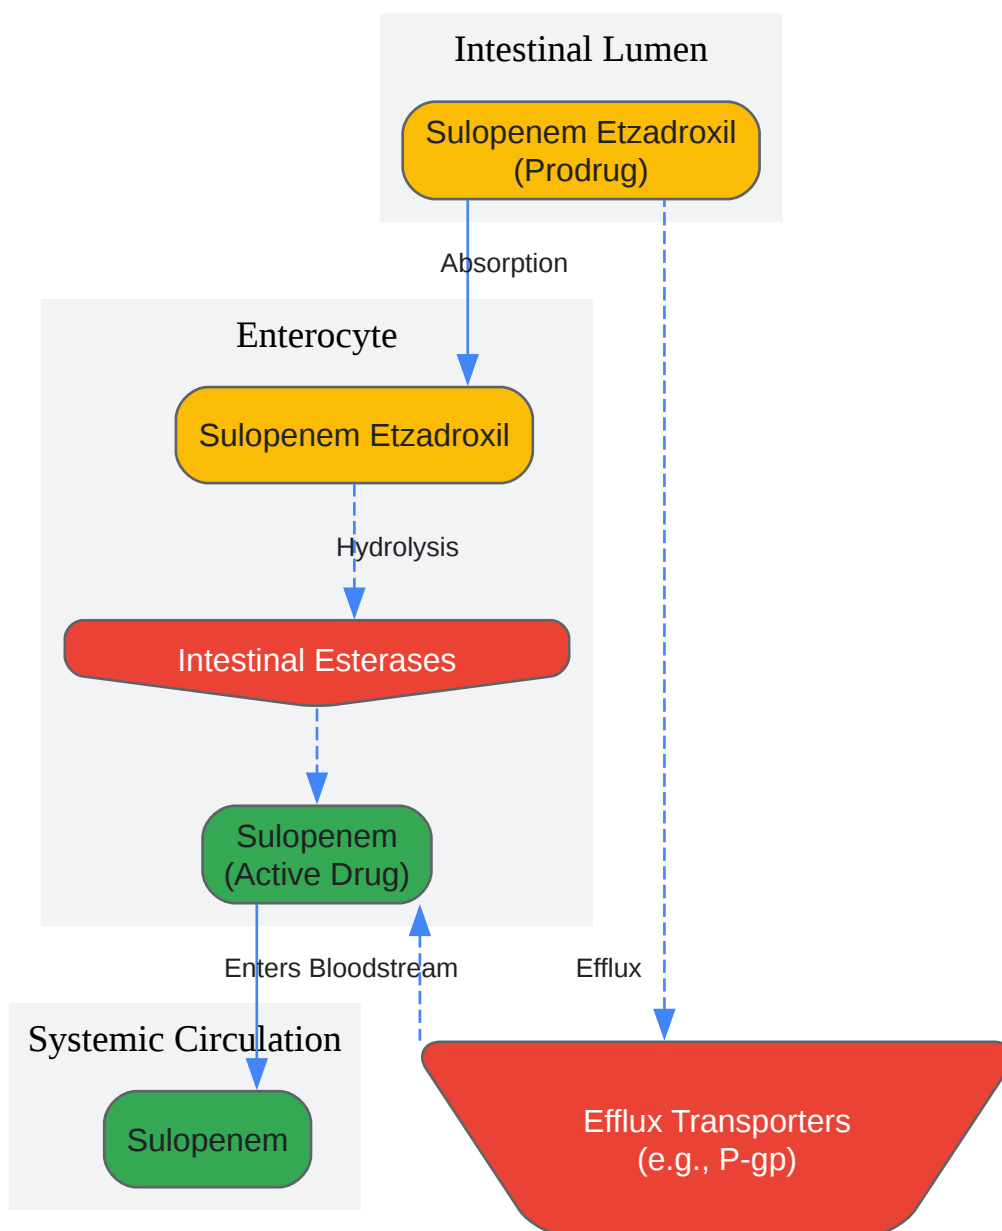 Intestinal Lumen
Sulopenem Etzadroxil
(Prodrug)
Absorption
Enterocyte
Sulopenem Etzadroxil
Hydrolysis
Intestinal Esterases
Sulopenem
(Active Drug)
Enters Bloodstream
Efflux
Systemic Circulation
Sulopenem
Efflux Transporters
(e.g., P-gp)